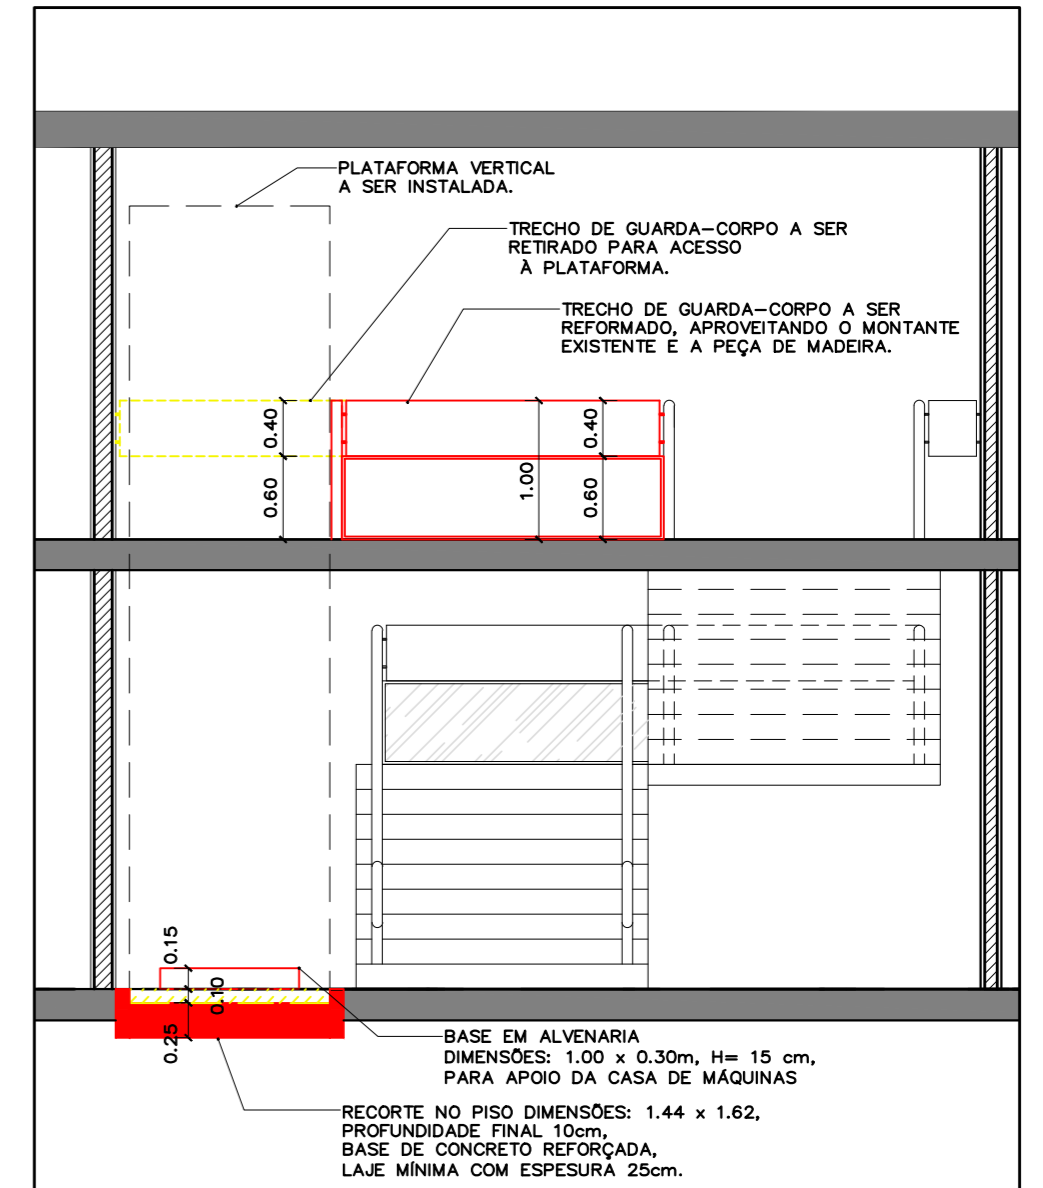 PLATAFORMA VERTICAL
A SER INSTALADA.
TRECHO DE GUARDA-CORPO A SER
RETIRADO PARA ACESSO
À PLATAFORMA.
TRECHO DE GUARDA-CORPO A SER
REFORMADO, APROVEITANDO O MONTANTE
EXISTENTE E A PEÇA DE MADEIRA.
0.40
0.60
1.00
0.40
0.60
0.15
0.10
0.25
BASE EM ALVENARIA
DIMENSÕES: 1.00 x 0.30m, H= 15 cm,
PARA APOIO DA CASA DE MÁQUINAS
RECORTE NO PISO DIMENSÕES: 1.44 x 1.62,
PROFUNDIDADE FINAL 10cm,
BASE DE CONCRETO REFORÇADA,
LAJE MÍNIMA COM ESPESURA 25cm.